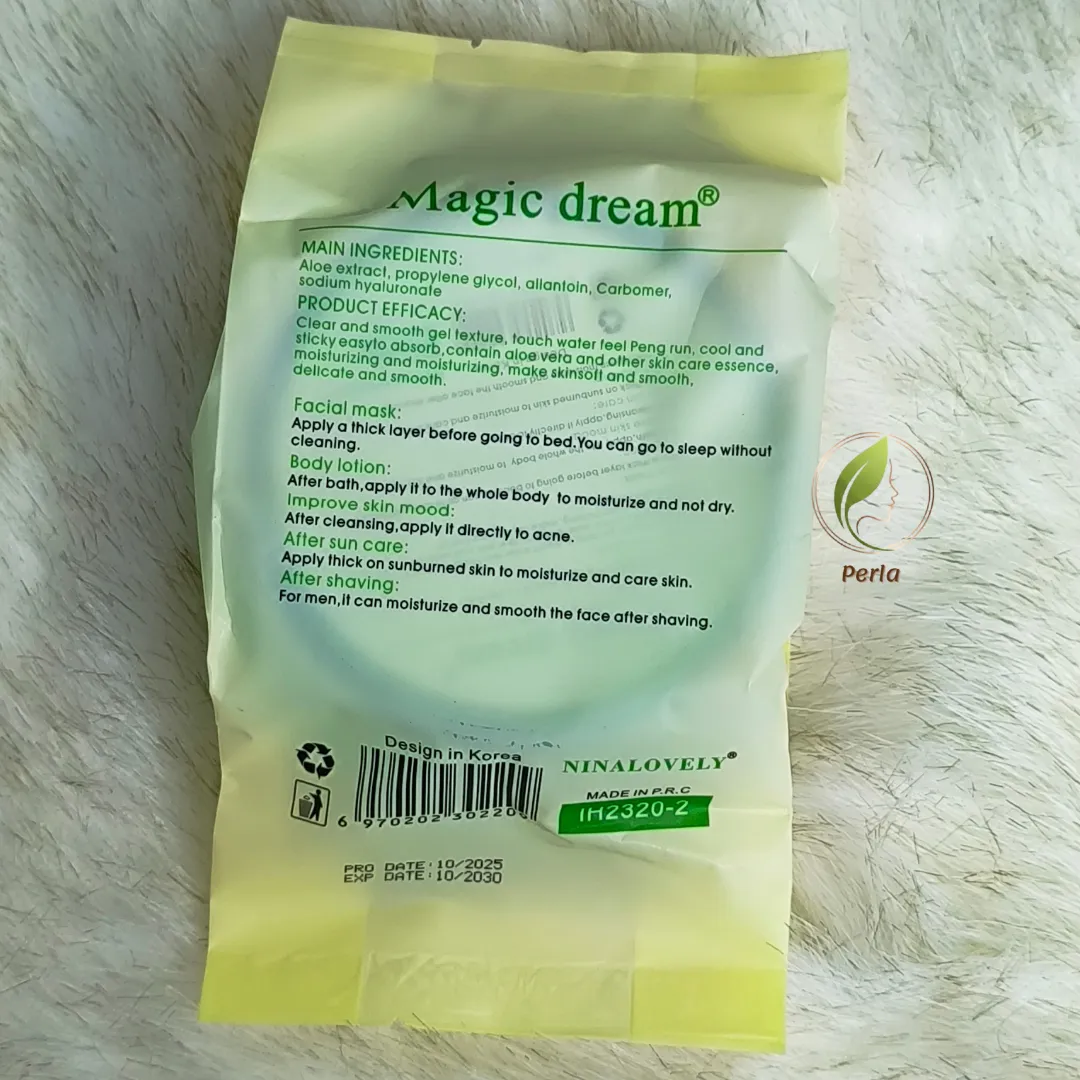 Magic dream®
MAIN INGREDIENTS:
Aloe extract, propylene glycol, allantoin, Carbomer,
sodium hyaluronate
PRODUCT EFFICACY:
Clear and smooth gel texture, touch water feel Peng run, cool and
sticky easyto absorb,contain aloe vera and other skin care essence,
moisturizing and moisturizing, make skinsoft and smooth,
delicate and smooth.
Facial mask:
Apply a thick layer before going to bed.You can go to sleep without
cleaning.
Body lotion:
After bath,apply it to the whole body to moisturize and not dry.
Improve skin mood:
After cleansing,apply it directly to acne.
After sun care:
Apply thick on sunburned skin to moisturize and care skin.
After shaving:
For men,it can moisturize and smooth the face after shaving.
Perla
Design in Korea
6 970202 30220
NINALOVELY®
MADE IN P.R.C
IH2320-2
PRO DATE:10/2025
EXP DATE:10/2030